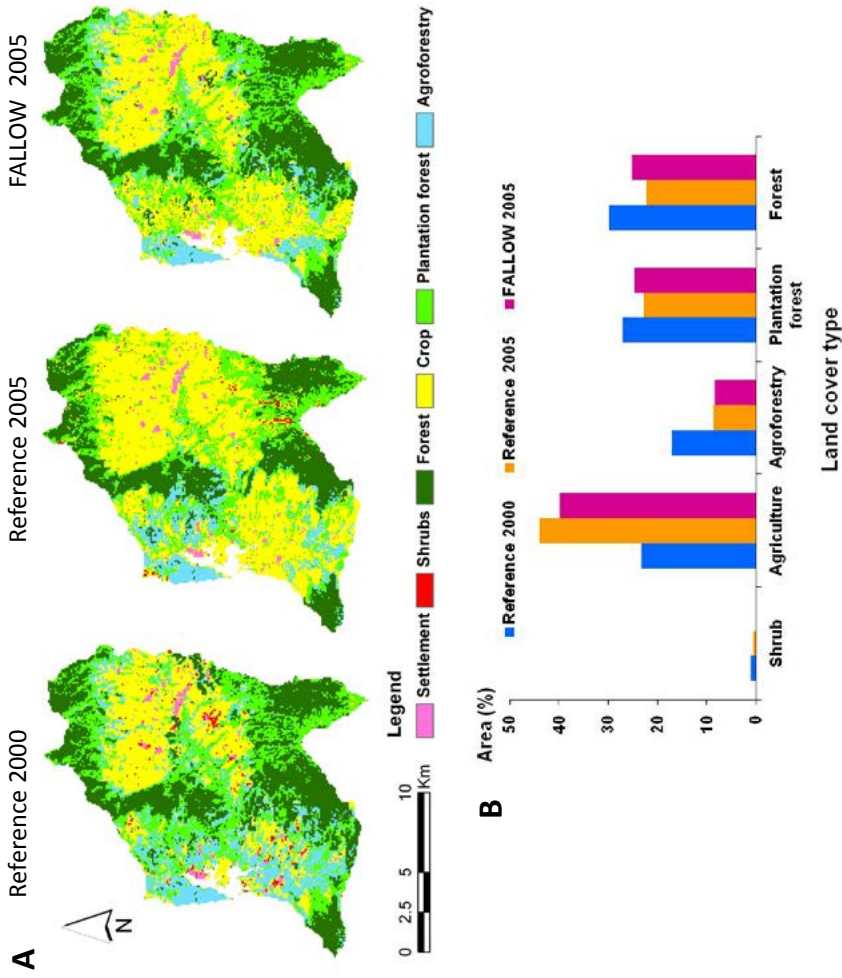 A
Reference 2000 Reference 2005 FALLOW 2005
N
0 2.5 5 10
Km
Legend
Settlement Shrubs Forest Crop Plantation forest Agroforestry
B
Area (%)
Reference 2000 Reference 2005 FALLOW 2005
50
40
30
20
10
0
Shrub Agriculture Agroforestry Plantation forest Forest
Land cover type